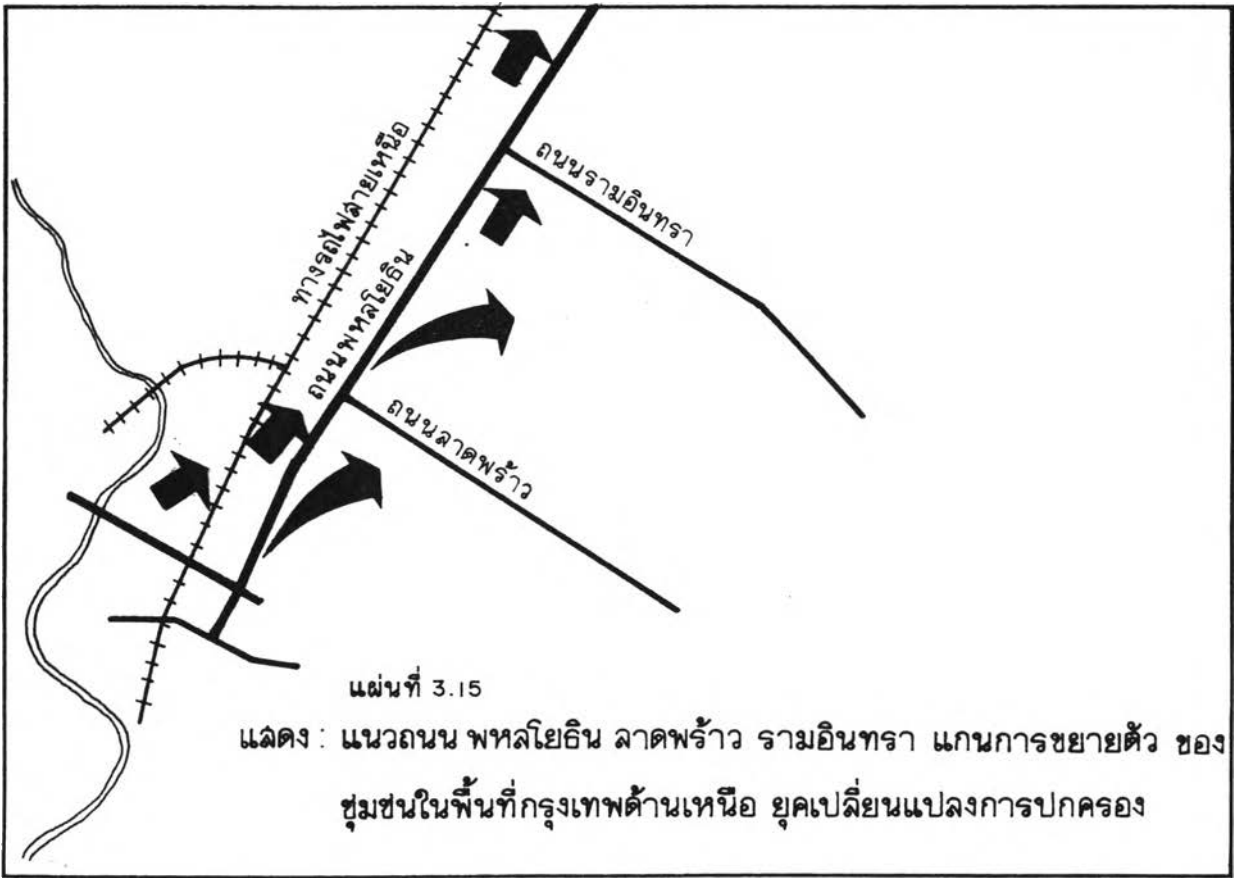 ถนนรามอินทรา
ทางรถไฟสายเหนือ
ถนนพหลโยธิน
ถนนลาดพร้าว
แผ่นที่ 3.15
แสดง : แนวถนน พหลโยธิน ลาดพร้าว รามอินทรา แกนการขยายตัว ของ
ชุมชนในพื้นที่กรุงเทพด้านเหนือ ยุคเปลี่ยนแปลงการปกครอง